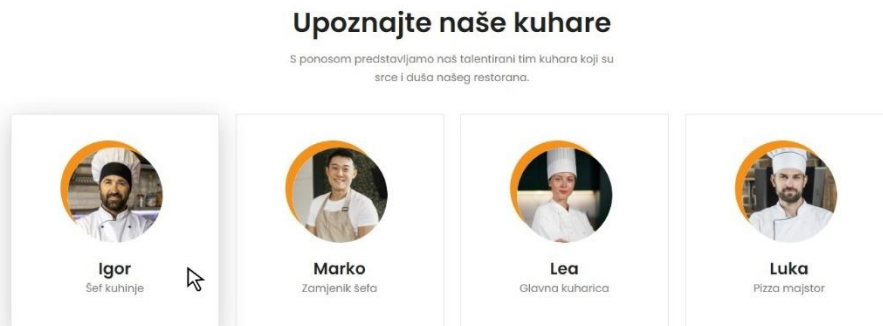 Upoznajte naše kuhare
S ponosom predstavljamo naš talentirani tim kuhara koji su
srce i duša našeg restorana.
Igor
Šef kuhinje
Marko
Zamjenik šefa
Lea
Glavna kuharica
Luka
Pizza majstor